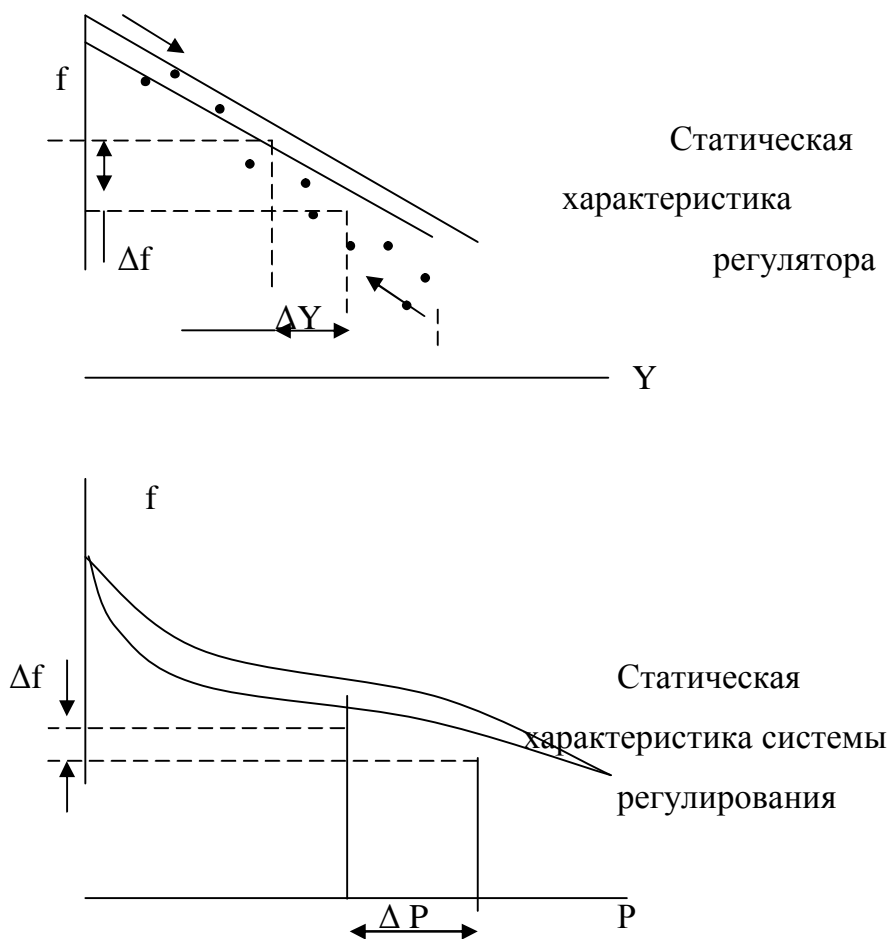 f
Статическая
характеристика
регулятора
Δf
ΔY
Y
f
Δf
Статическая
характеристика системы
регулирования
Δ P
P